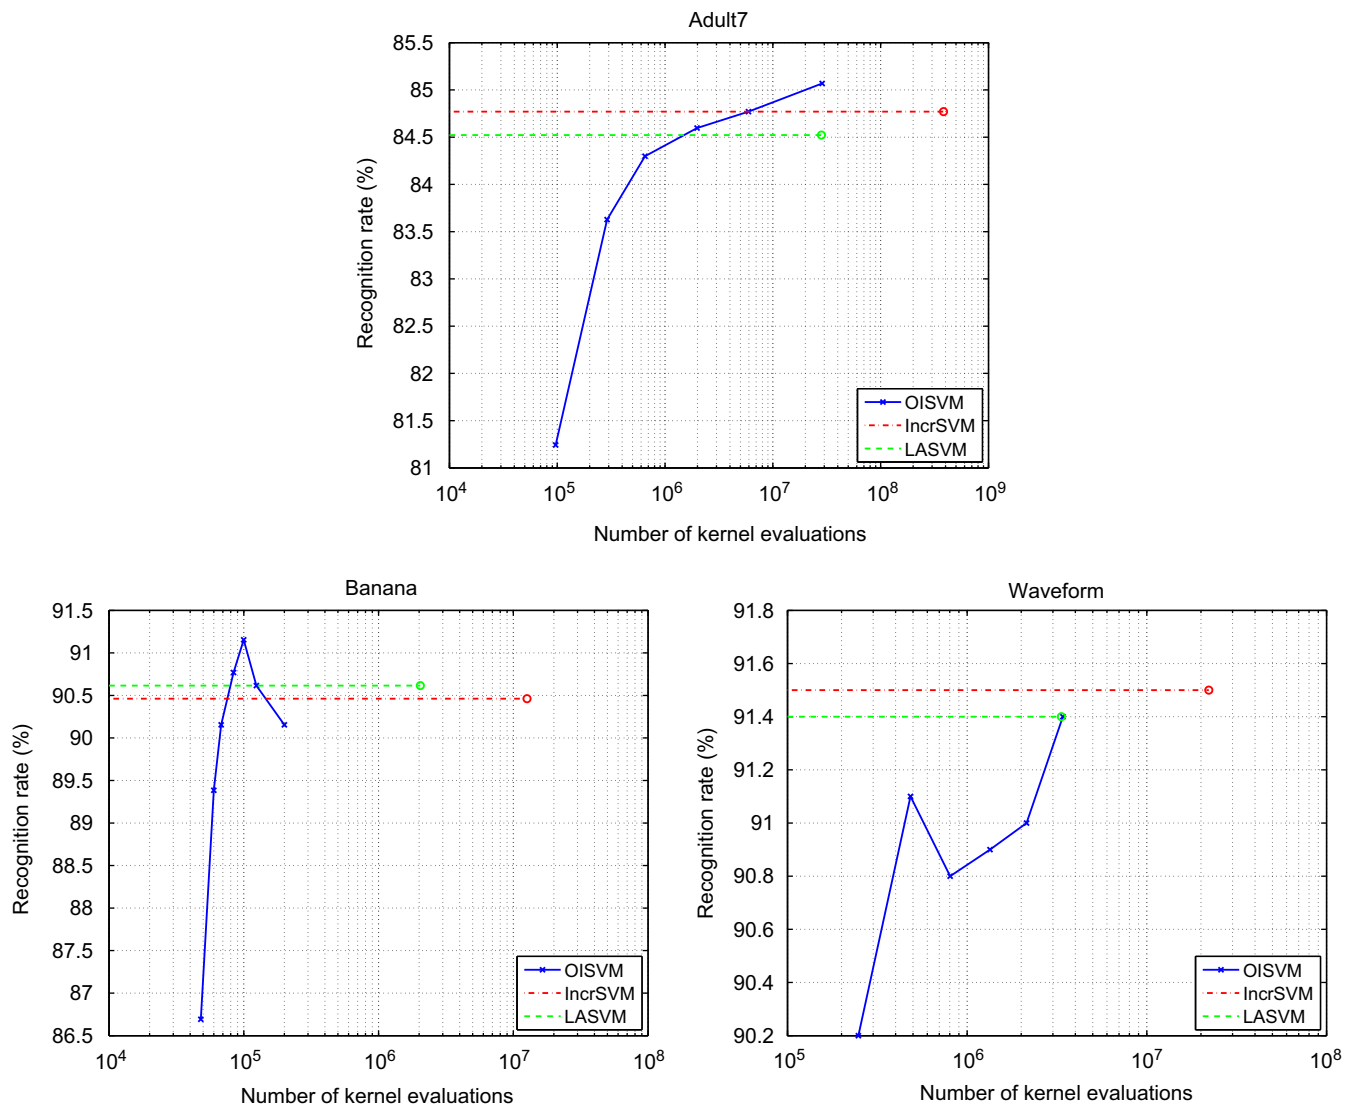 Adult7
85.5
85
84.5
84
83.5
83
82.5
82
81.5
81
Recognition rate (%)
OISVM
IncrSVM
LASVM
10^4 10^5 10^6 10^7 10^8 10^9
Number of kernel evaluations
Banana
91.5
91
90.5
90
89.5
89
88.5
88
87.5
87
86.5
Recognition rate (%)
OISVM
IncrSVM
LASVM
10^4 10^5 10^6 10^7 10^8
Number of kernel evaluations
Waveform
91.8
91.6
91.4
91.2
91
90.8
90.6
90.4
90.2
Recognition rate (%)
OISVM
IncrSVM
LASVM
10^5 10^6 10^7 10^8
Number of kernel evaluations